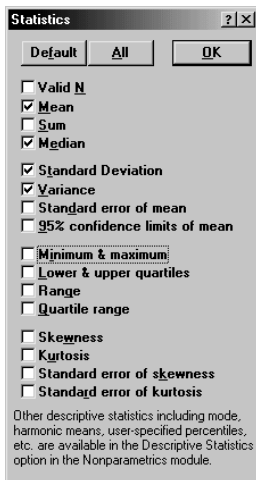 Statistics
Default All OK
Valid N
Mean
Sum
Median
Standard Deviation
Variance
Standard error of mean
95% confidence limits of mean
Minimum & maximum
Lower & upper quartiles
Range
Quartile range
Skewness
Kurtosis
Standard error of skewness
Standard error of kurtosis
Other descriptive statistics including mode,
harmonic means, user-specified percentiles,
etc. are available in the Descriptive Statistics
option in the Nonparametrics module.